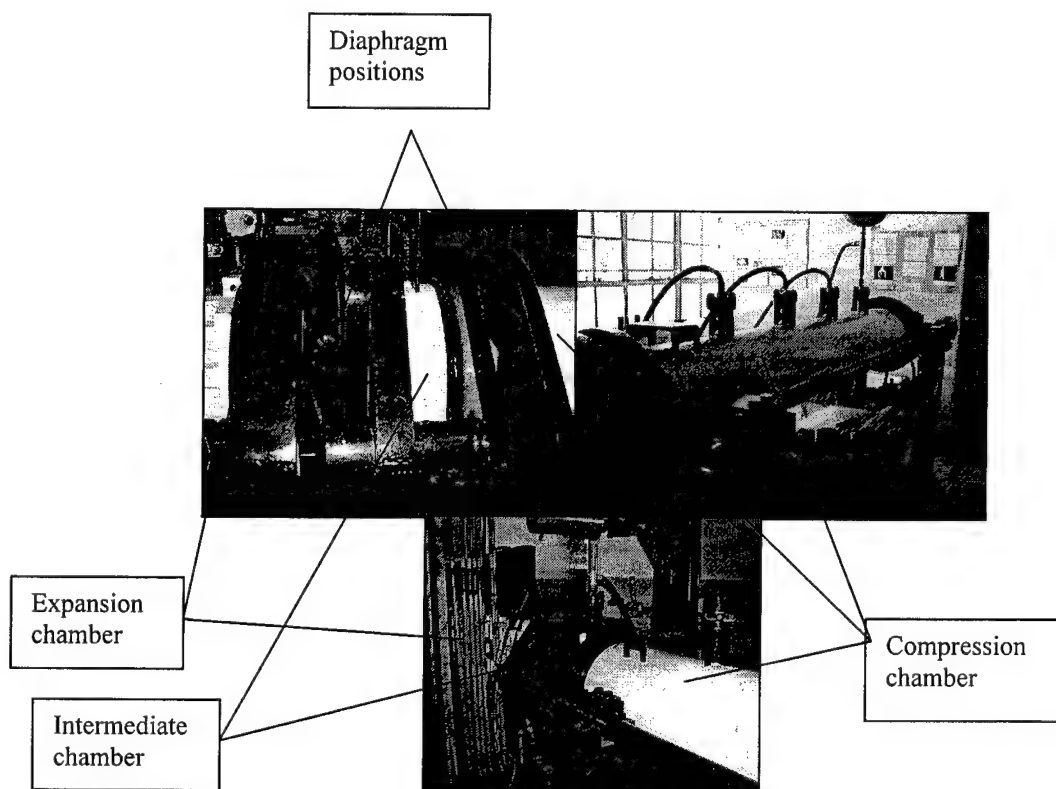 Diaphragm
positions
Expansion
chamber
Intermediate
chamber
Compression
chamber